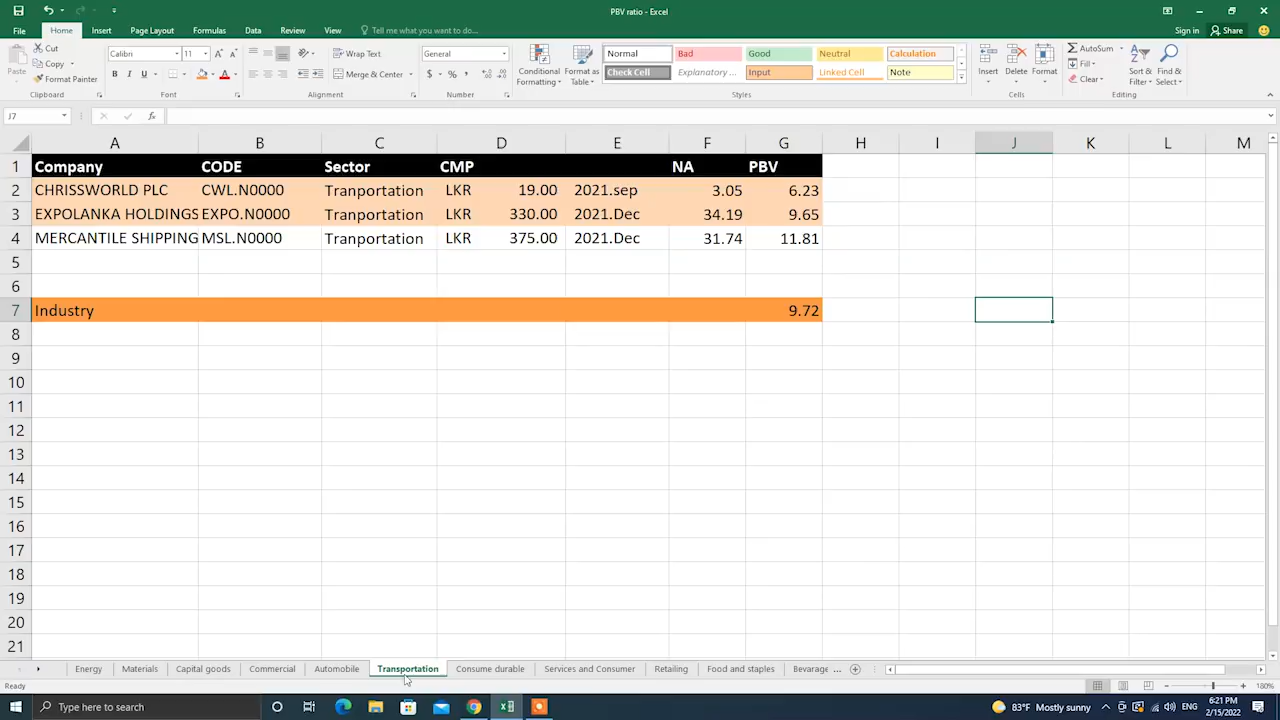 PBV ratio - Excel
File Home Insert Page Layout Formulas Data Review View Tell me what you want to do... Sign in Share
Cut
Copy
Format Painter
Paste
Clipboard
Calibri 11
B I U A
Font
Wrap Text
Merge & Center
Alignment
General
$ % ,
Number
Conditional Formatting
Format as Table
Normal Bad Good Neutral Calculation
Check Cell Explanatory ... Input Linked Cell Note
Styles
Insert Delete Format
Cells
AutoSum
Fill
Clear
Sort & Filter
Find & Select
Editing
J7 fx
A B C D E F G H I J K L M
1 Company CODE Sector CMP NA PBV
2 CHRISSWORLD PLC CWL.N0000 Tranportation LKR 19.00 2021.sep 3.05 6.23
3 EXPOLANKA HOLDINGS EXPO.N0000 Tranportation LKR 330.00 2021.Dec 34.19 9.65
4 MERCANTILE SHIPPING MSL.N0000 Tranportation LKR 375.00 2021.Dec 31.74 11.81
5
6
7 Industry 9.72
8
9
10
11
12
13
14
15
16
17
18
19
20
21
Energy Materials Capital goods Commercial Automobile Transportation Consume durable Services and Consumer Retailing Food and staples Bevarage ...
Ready 180%
Type here to search 83°F Mostly sunny ENG 6:21 PM
2/15/2022